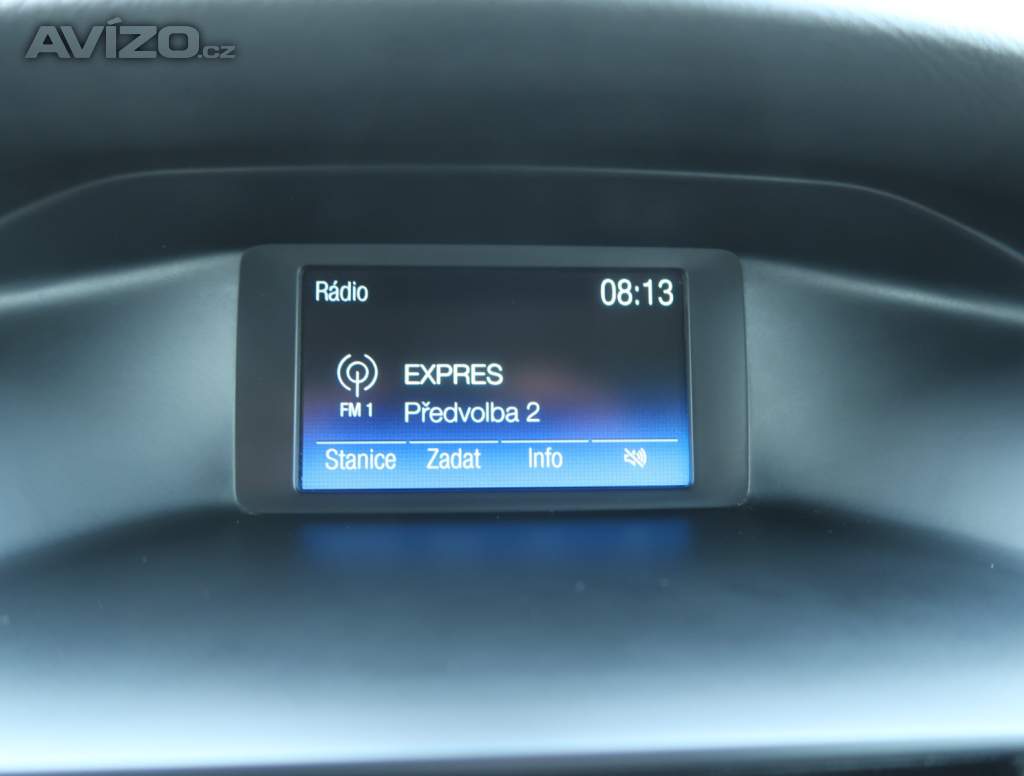 AVÍZO.cz
Rádio 08:13
EXPRES
FM 1 Předvolba 2
Stanice Zadat Info